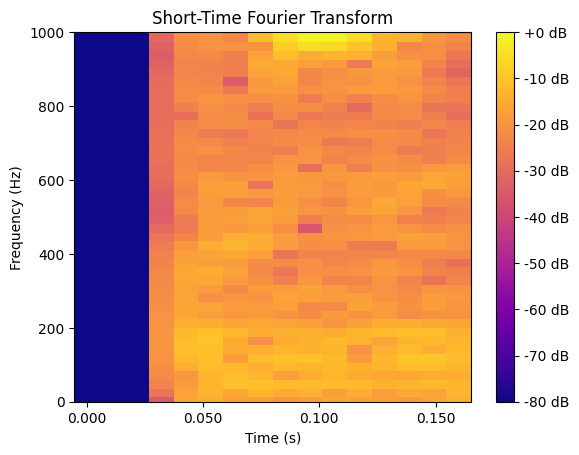 Short-Time Fourier Transform
1000
800
600
400
200
0
Frequency (Hz)
0.000
0.050
0.100
0.150
Time (s)
+0 dB
-10 dB
-20 dB
-30 dB
-40 dB
-50 dB
-60 dB
-70 dB
-80 dB